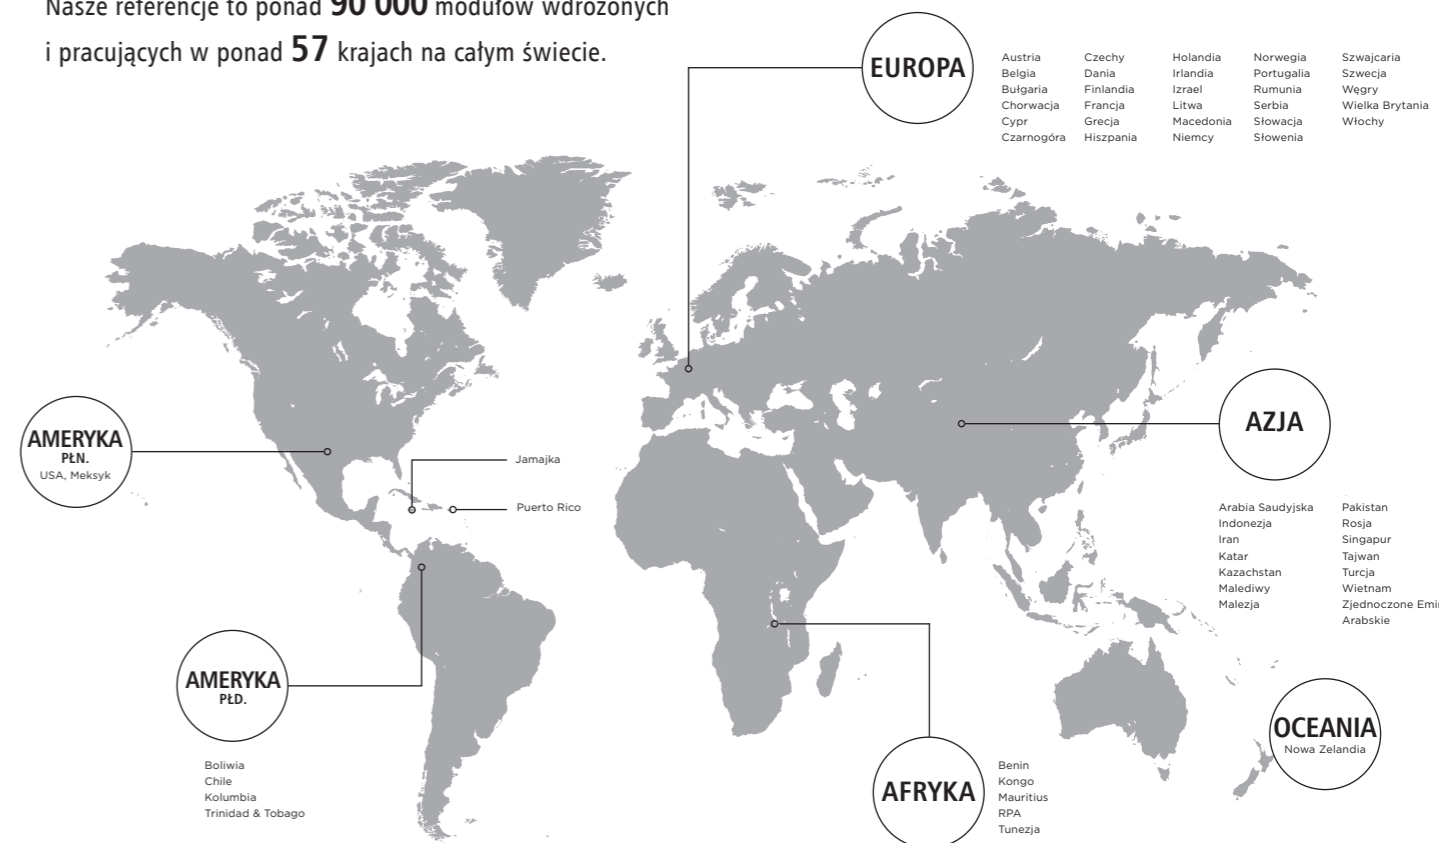 Nasze referencje to ponad 90 000 modułów wdrożonych
i pracujących w ponad 57 krajach na całym świecie.
EUROPA
Austria
Belgia
Bułgaria
Chorwacja
Cypr
Czarnogóra
Czechy
Dania
Finlandia
Francja
Grecja
Hiszpania
Holandia
Irlandia
Izrael
Litwa
Macedonia
Niemcy
Norwegia
Portugalia
Rumunia
Serbia
Słowacja
Słowenia
Szwajcaria
Szwecja
Węgry
Wielka Brytania
Włochy
AMERYKA
PŁN.
USA, Meksyk
Jamajka
Puerto Rico
AZJA
Arabia Saudyjska
Indonezja
Iran
Katar
Kazachstan
Malediwy
Malezja
Pakistan
Rosja
Singapur
Tajwan
Turcja
Wietnam
Zjednoczone Emi
Arabskie
AMERYKA
PŁD.
Boliwia
Chile
Kolumbia
Trinidad & Tobago
AFRYKA
Benin
Kongo
Mauritius
RPA
Tunezja
OCEANIA
Nowa Zelandia